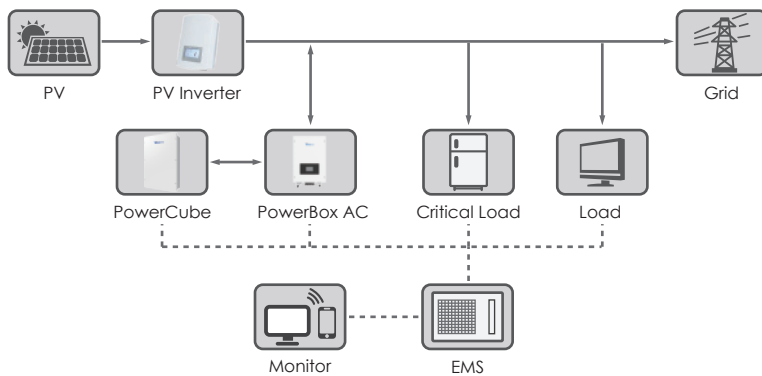 PV
PV Inverter
Grid
PowerCube
PowerBox AC
Critical Load
Load
Monitor
EMS